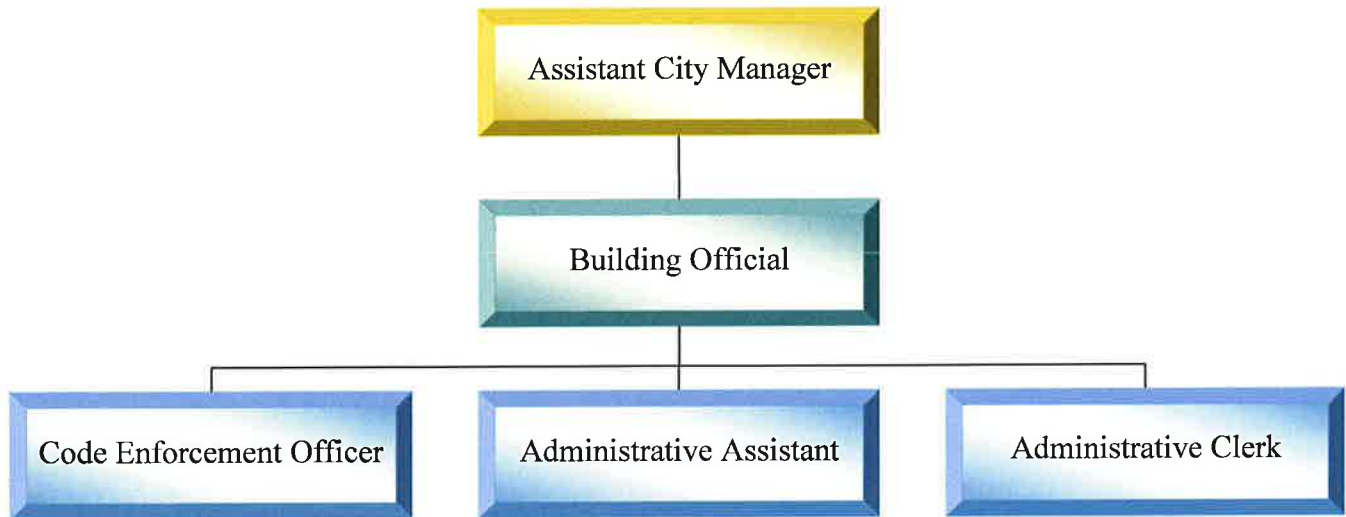 Assistant City Manager
Building Official
Code Enforcement Officer
Administrative Assistant
Administrative Clerk